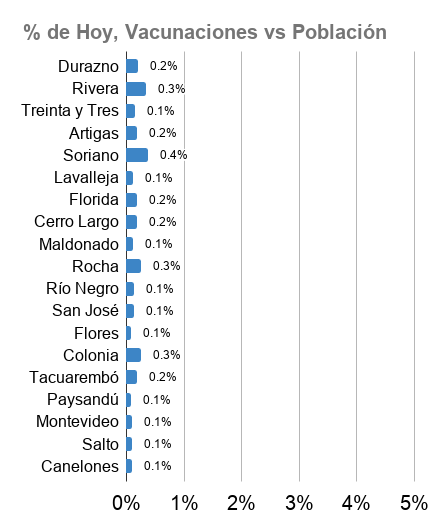 % de Hoy, Vacunaciones vs Población
Durazno 0.2%
Rivera 0.3%
Treinta y Tres 0.1%
Artigas 0.2%
Soriano 0.4%
Lavalleja 0.1%
Florida 0.2%
Cerro Largo 0.2%
Maldonado 0.1%
Rocha 0.3%
Río Negro 0.1%
San José 0.1%
Flores 0.1%
Colonia 0.3%
Tacuarembó 0.2%
Paysandú 0.1%
Montevideo 0.1%
Salto 0.1%
Canelones 0.1%
0% 1% 2% 3% 4% 5%